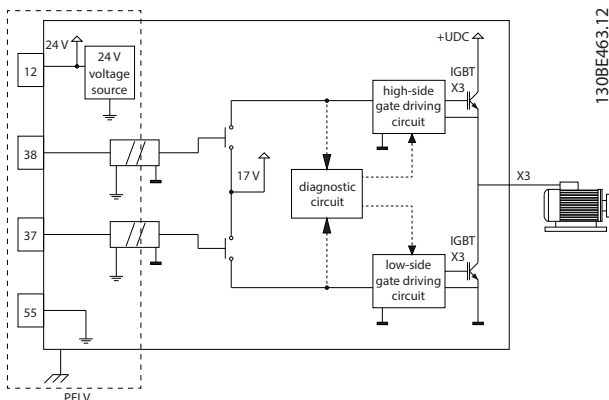 130BE463.12
+UDC
24 V
12
24 V
voltage
source
high-side
gate driving
circuit
IGBT
X3
38
17 V
diagnostic
circuit
X3
37
IGBT
X3
low-side
gate driving
circuit
55
PELV